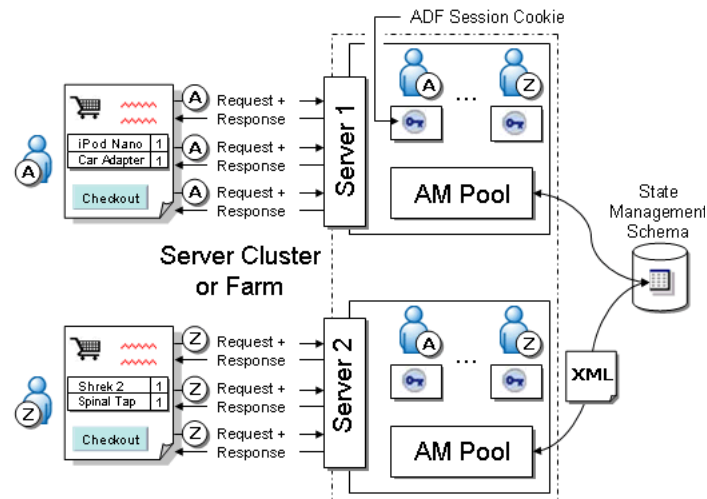 ADF Session Cookie
A
Z
...
iPod Nano 1
Car Adapter 1
Checkout
A
A Request +
Response
A Request +
Response
A Request +
Response
Server 1
AM Pool
State
Management
Schema
Server Cluster
or Farm
Shrek 2 1
Spinal Tap 1
Checkout
Z
Z Request +
Response
Z Request +
Response
Z Request +
Response
Server 2
A
Z
...
AM Pool
XML